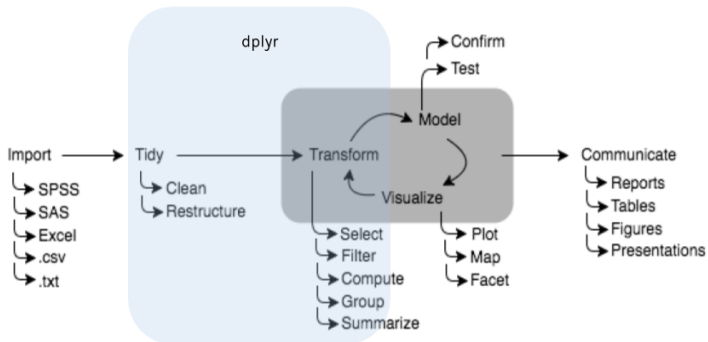 dplyr
Confirm
Test
Model
Import
Tidy
Transform
Communicate
SPSS
SAS
Excel
.csv
.txt
Clean
Restructure
Visualize
Select
Filter
Compute
Group
Summarize
Plot
Map
Facet
Reports
Tables
Figures
Presentations